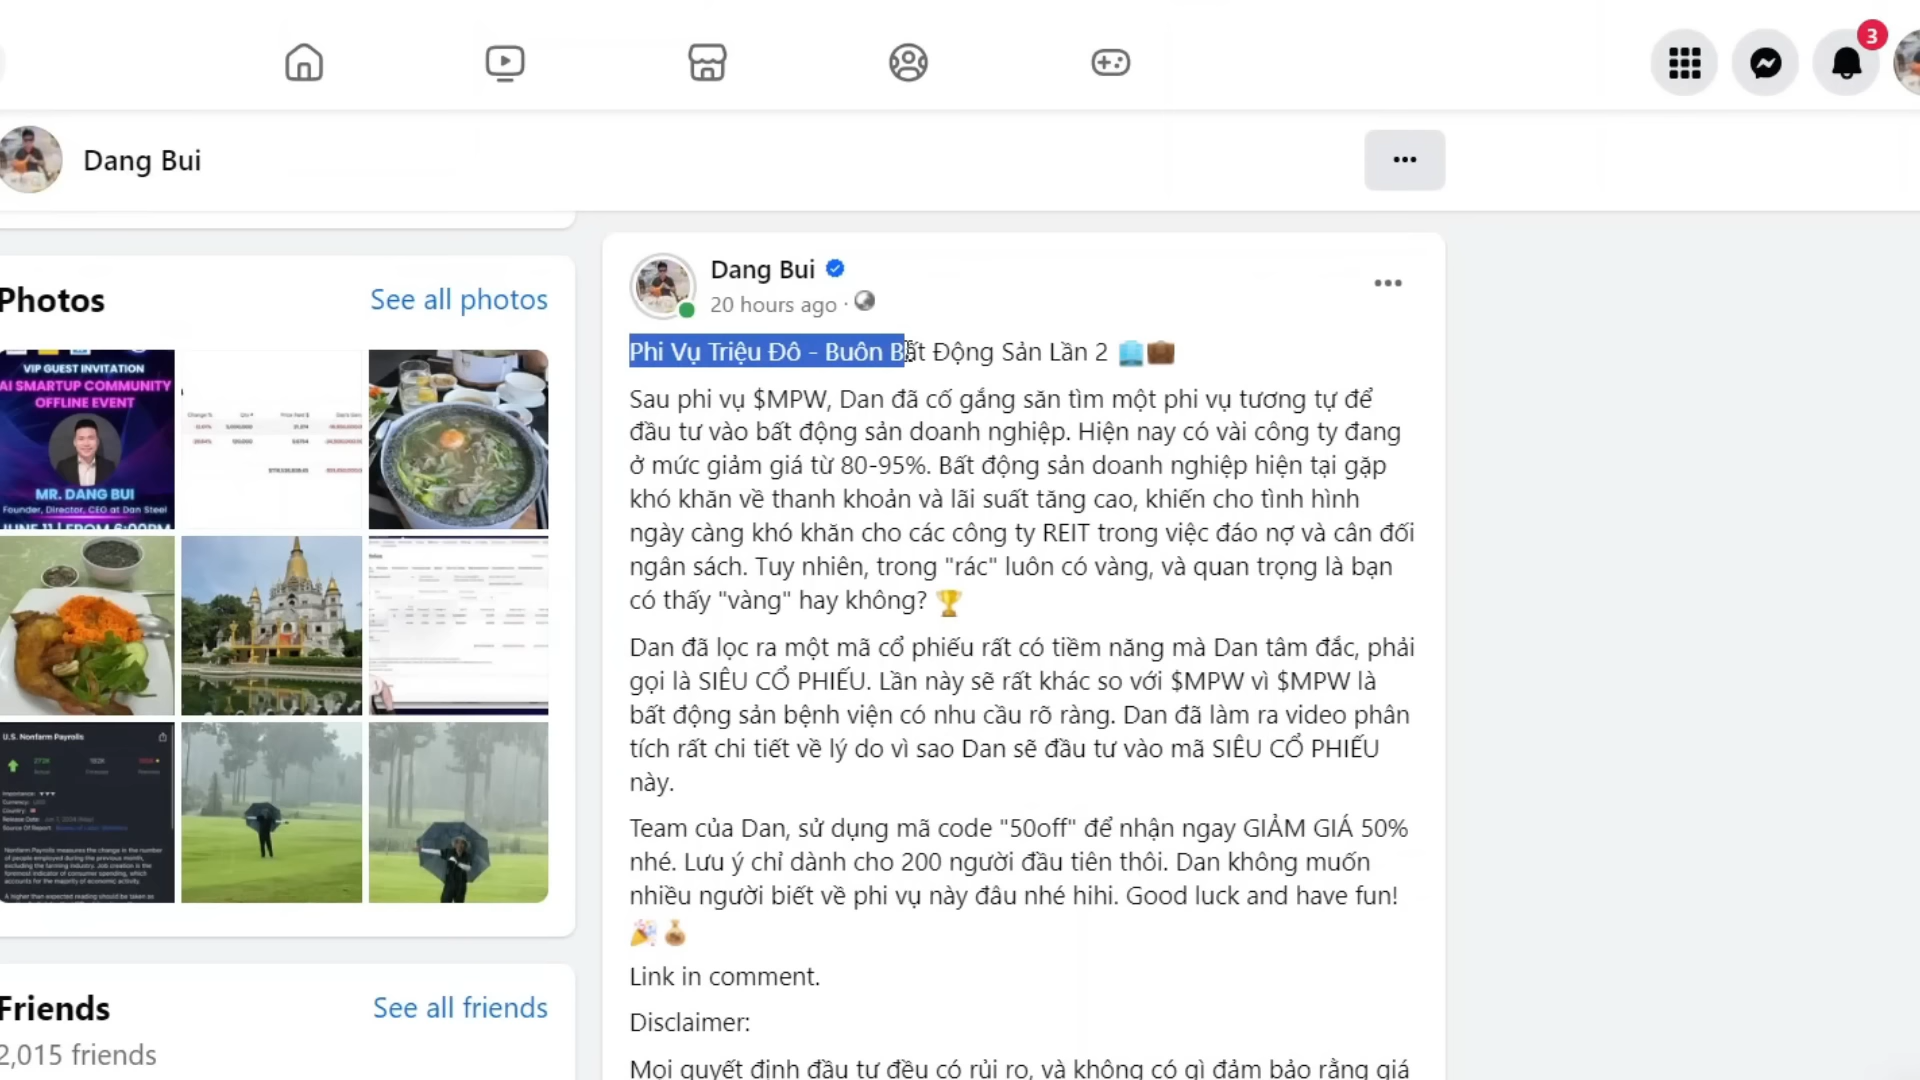 3
Dang Bui
Photos
See all photos
VIP GUEST INVITATION
AI SMARTUP COMMUNITY
OFFLINE EVENT
MR. DANG BUI
Founder, Director, CEO at Dan Steel
JUNE 11 | FROM 6:00PM
U.S. Nonfarm Payrolls
Friends
See all friends
2,015 friends
Dang Bui
20 hours ago ·
Phi Vụ Triệu Đô - Buôn Bất Động Sản Lần 2
Sau phi vụ $MPW, Dan đã cố gắng săn tìm một phi vụ tương tự để
đầu tư vào bất động sản doanh nghiệp. Hiện nay có vài công ty đang
ở mức giảm giá từ 80-95%. Bất động sản doanh nghiệp hiện tại gặp
khó khăn về thanh khoản và lãi suất tăng cao, khiến cho tình hình
ngày càng khó khăn cho các công ty REIT trong việc đáo nợ và cân đối
ngân sách. Tuy nhiên, trong "rác" luôn có vàng, và quan trọng là bạn
có thấy "vàng" hay không? 🏆
Dan đã lọc ra một mã cổ phiếu rất có tiềm năng mà Dan tâm đắc, phải
gọi là SIÊU CỔ PHIẾU. Lần này sẽ rất khác so với $MPW vì $MPW là
bất động sản bệnh viện có nhu cầu rõ ràng. Dan đã làm ra video phân
tích rất chi tiết về lý do vì sao Dan sẽ đầu tư vào mã SIÊU CỔ PHIẾU
này.
Team của Dan, sử dụng mã code "50off" để nhận ngay GIẢM GIÁ 50%
nhé. Lưu ý chỉ dành cho 200 người đầu tiên thôi. Dan không muốn
nhiều người biết về phi vụ này đâu nhé hihi. Good luck and have fun!
🎉💰
Link in comment.
Disclaimer:
Mọi quyết định đầu tư đều có rủi ro, và không có gì đảm bảo rằng giá